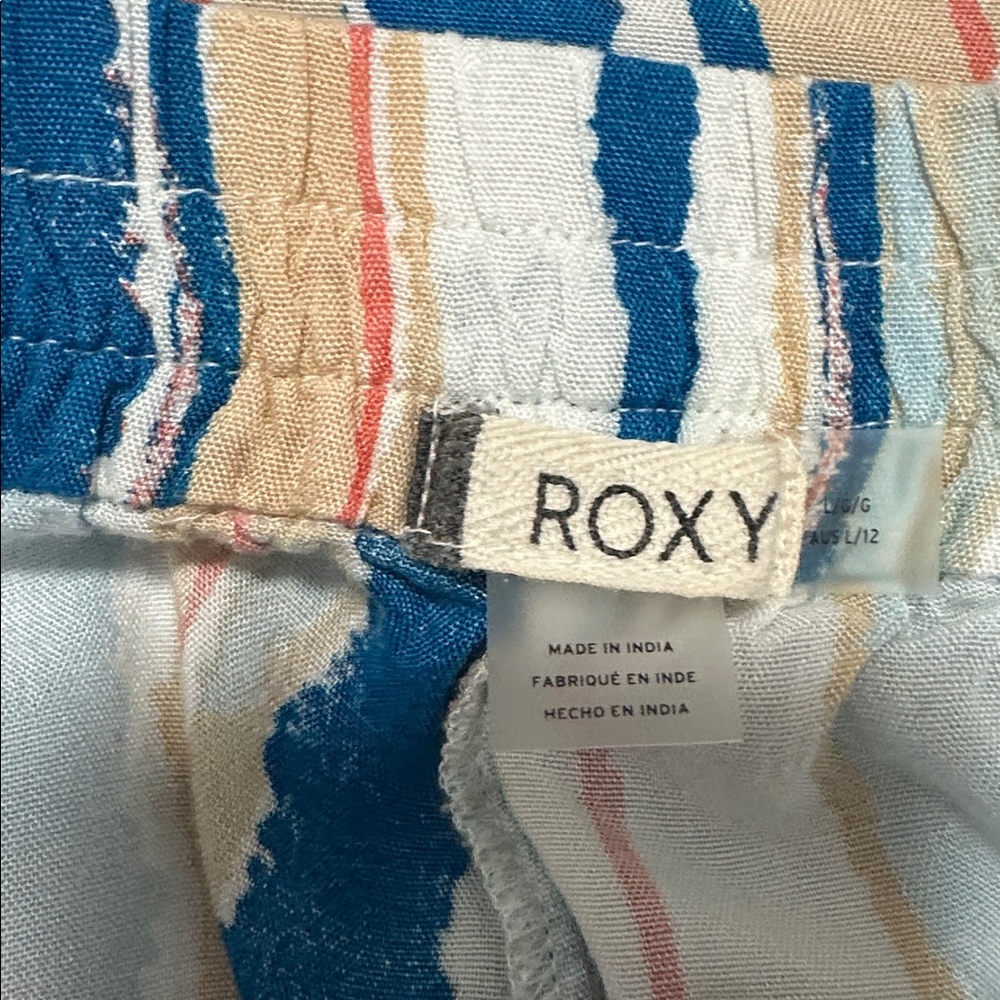 ROXY
L/G/G
AUS L/12
MADE IN INDIA
FABRIQUÉ EN INDE
HECHO EN INDIA